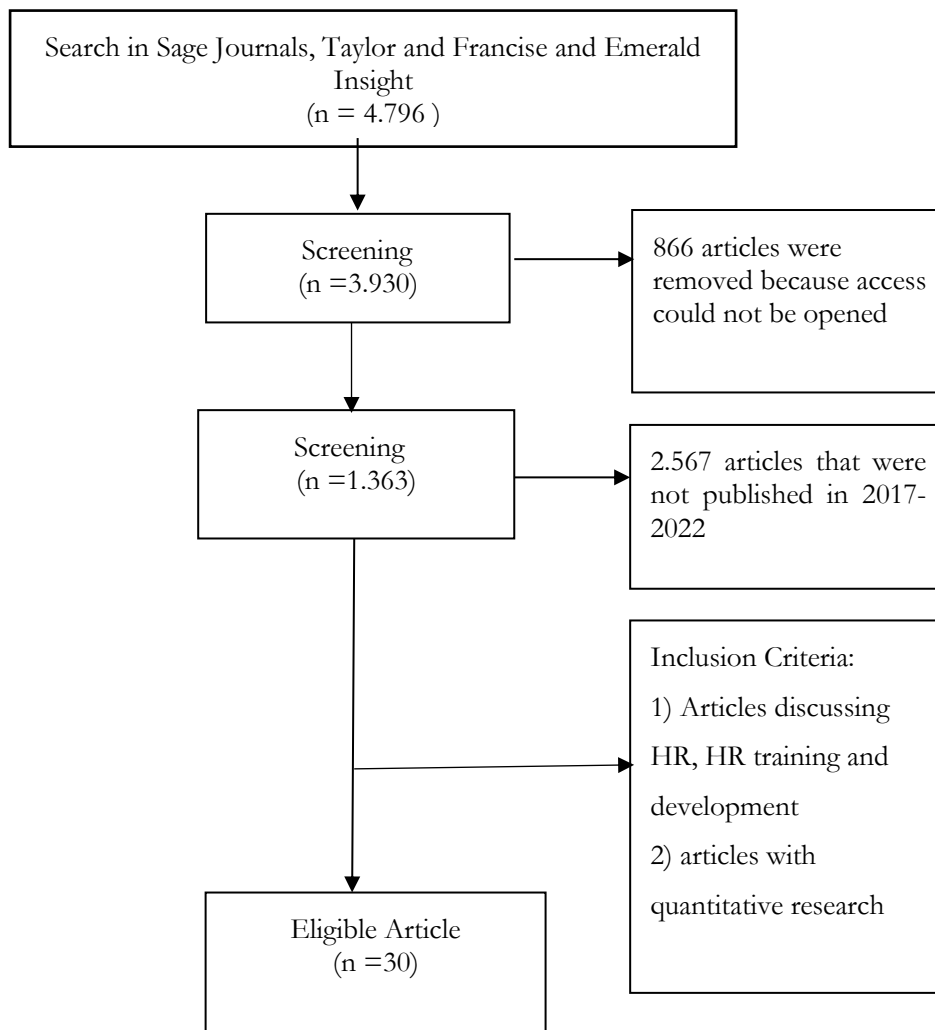 Search in Sage Journals, Taylor and Francise and Emerald
Insight
(n = 4.796 )
Screening
(n =3.930)
866 articles were
removed because access
could not be opened
Screening
(n =1.363)
2.567 articles that were
not published in 2017-
2022
Inclusion Criteria:
1) Articles discussing
HR, HR training and
development
2) articles with
quantitative research
Eligible Article
(n =30)